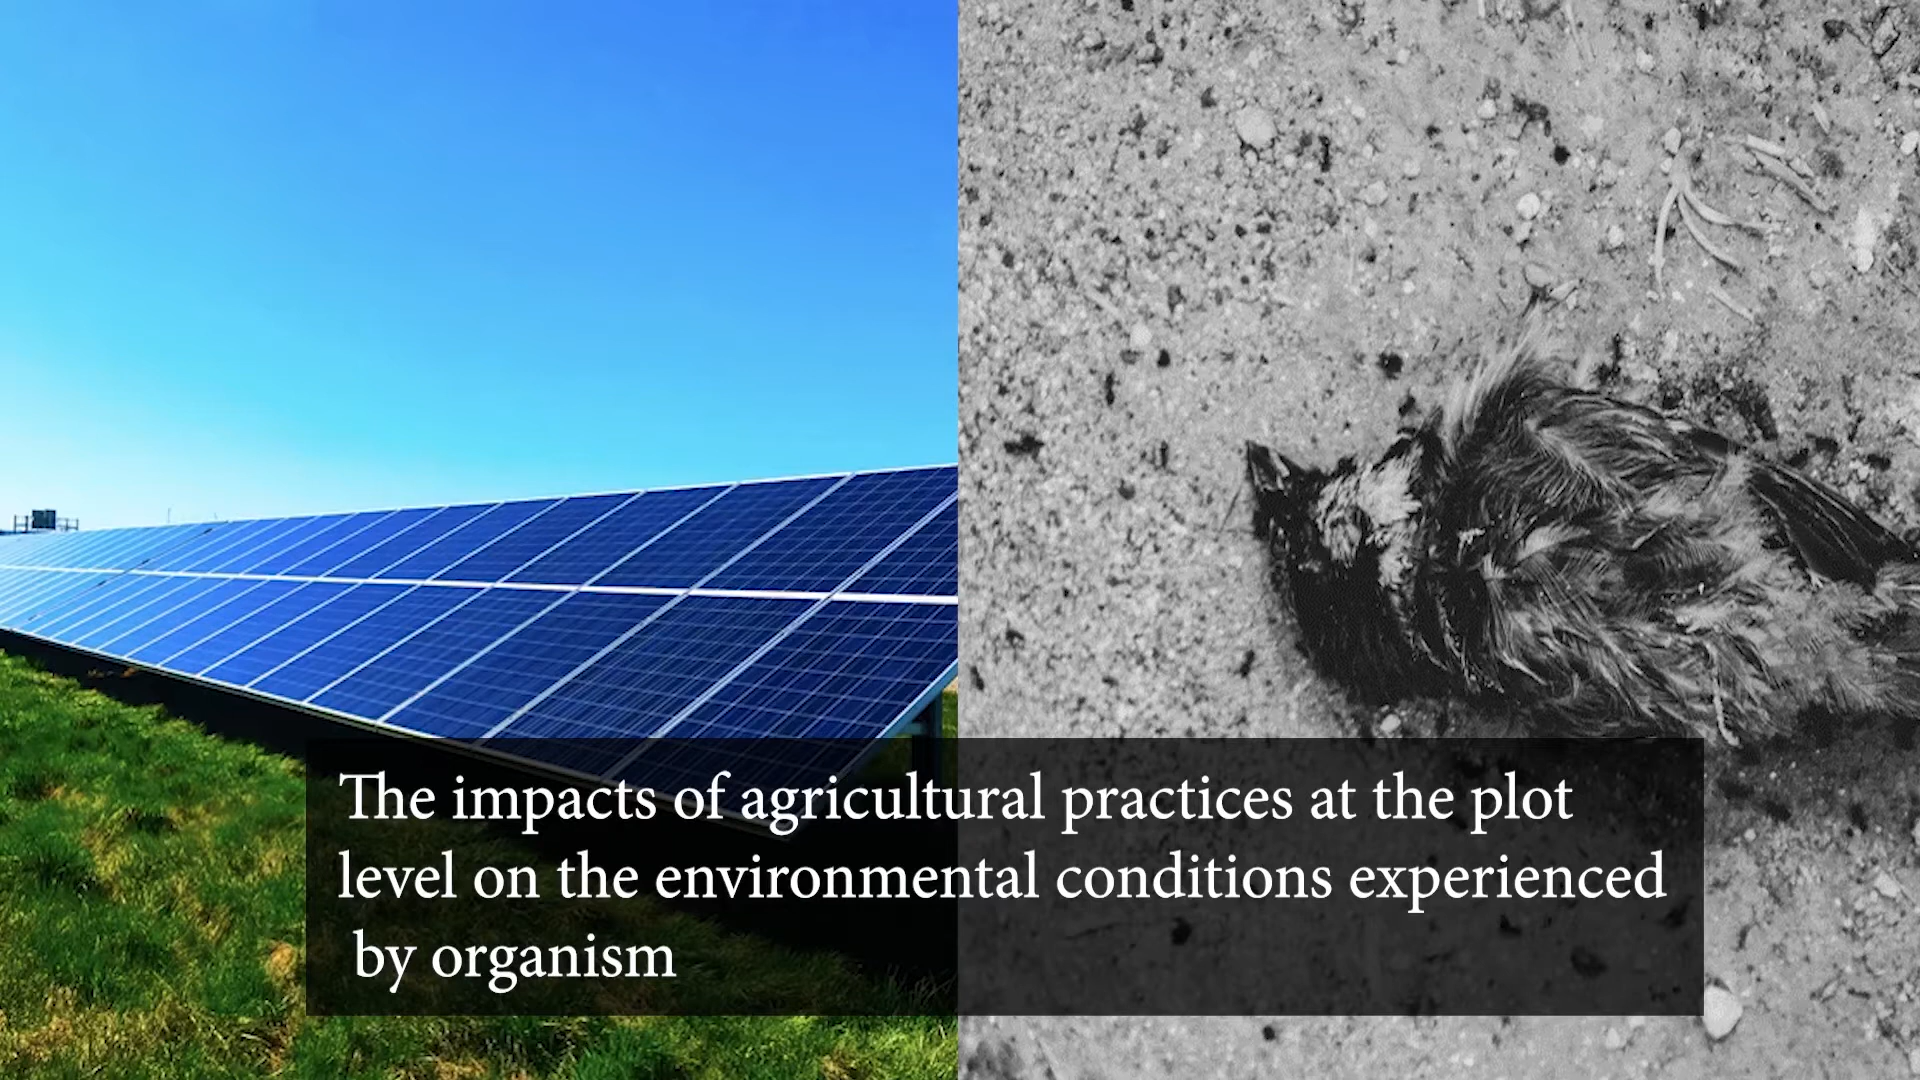 The impacts of agricultural practices at the plot
level on the environmental conditions experienced
by organism